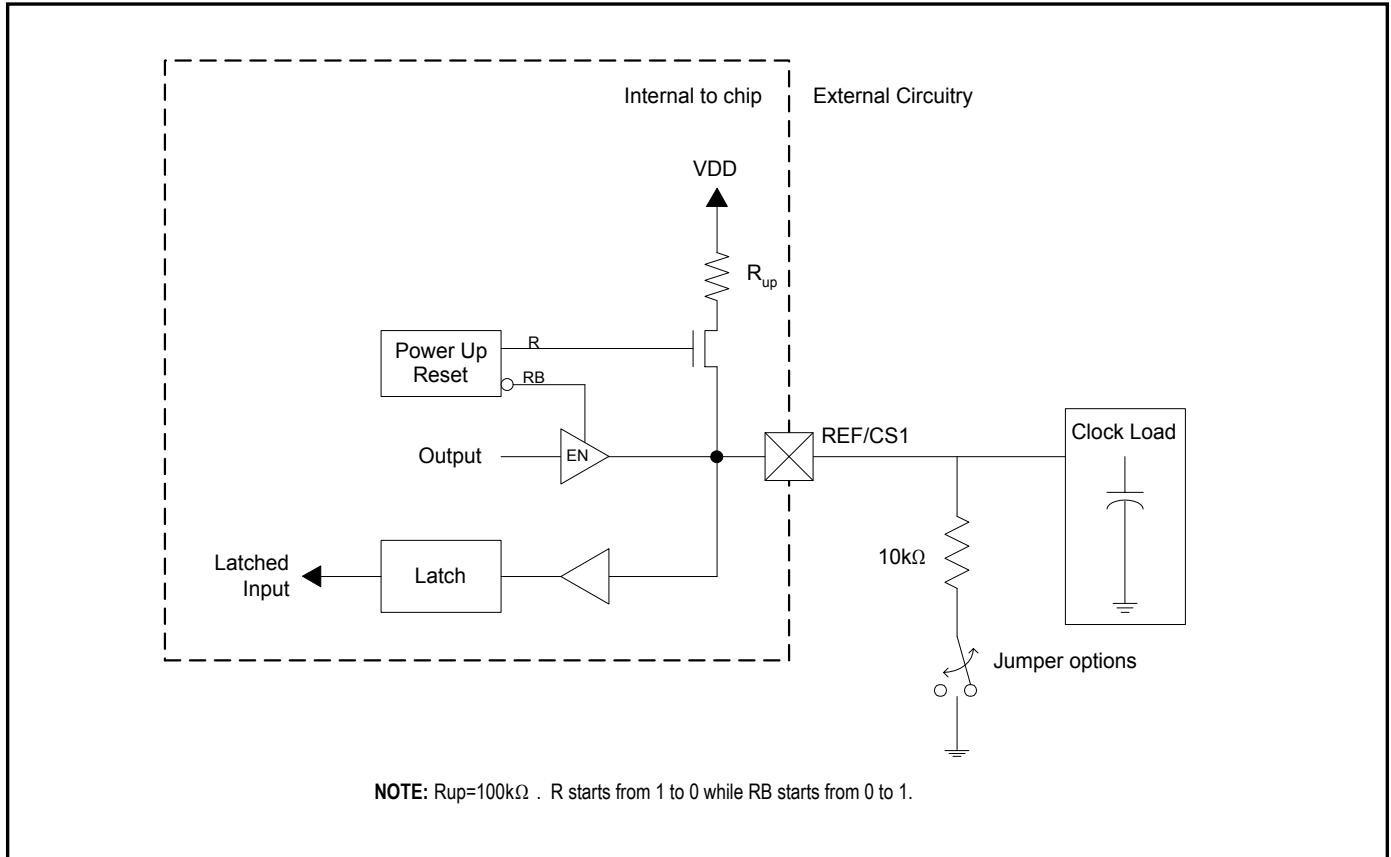 Internal to chip
External Circuitry
VDD
Rup
Power Up
Reset
R
RB
Output
EN
REF/CS1
Clock Load
10kΩ
Latched
Input
Latch
Jumper options
NOTE: Rup=100kΩ . R starts from 1 to 0 while RB starts from 0 to 1.